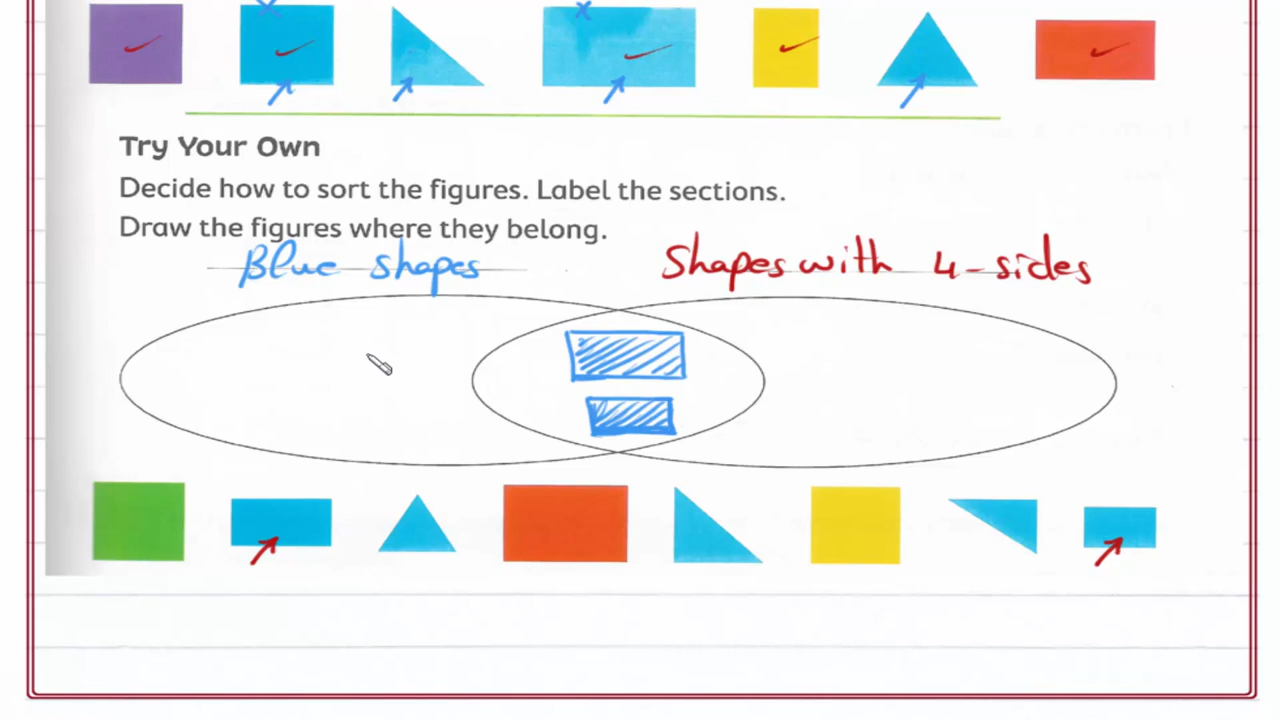 Try Your Own
Decide how to sort the figures. Label the sections.
Draw the figures where they belong.
Blue shapes
Shapes with 4-sides